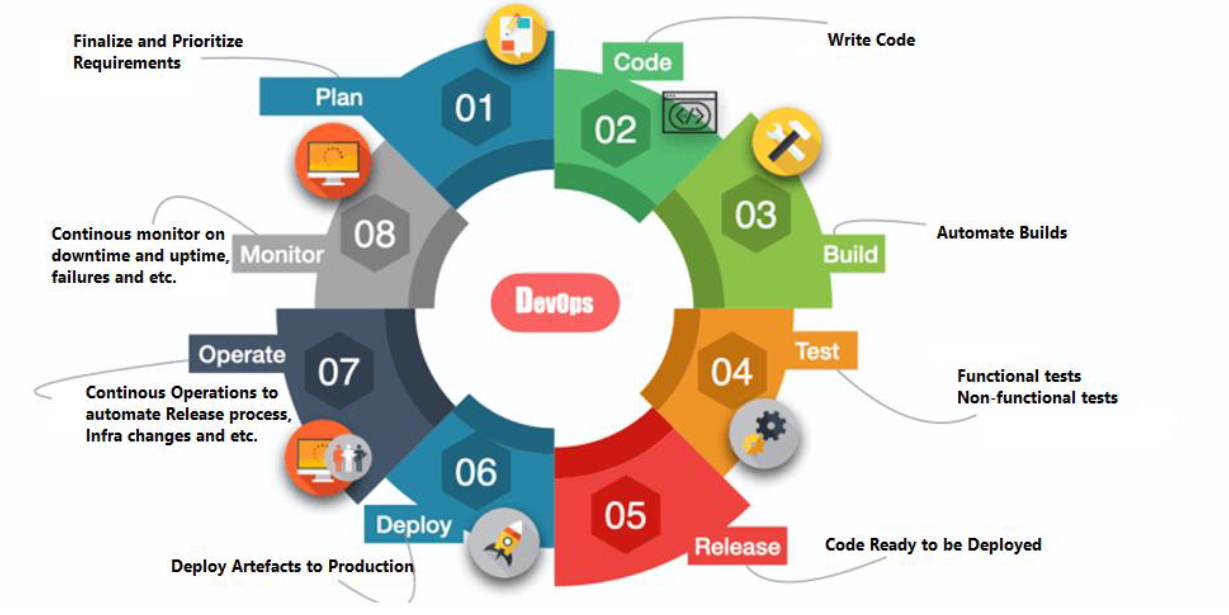 Finalize and Prioritize
Requirements
Plan
01
Code
Write Code
02
03
Build
Automate Builds
Test
04
Functional tests
Non-functional tests
05
Release
Code Ready to be Deployed
06
Deploy
Deploy Artefacts to Production
Operate
07
Continous Operations to
automate Release process,
Infra changes and etc.
08
Monitor
Continous monitor on
downtime and uptime,
failures and etc.
DevOps